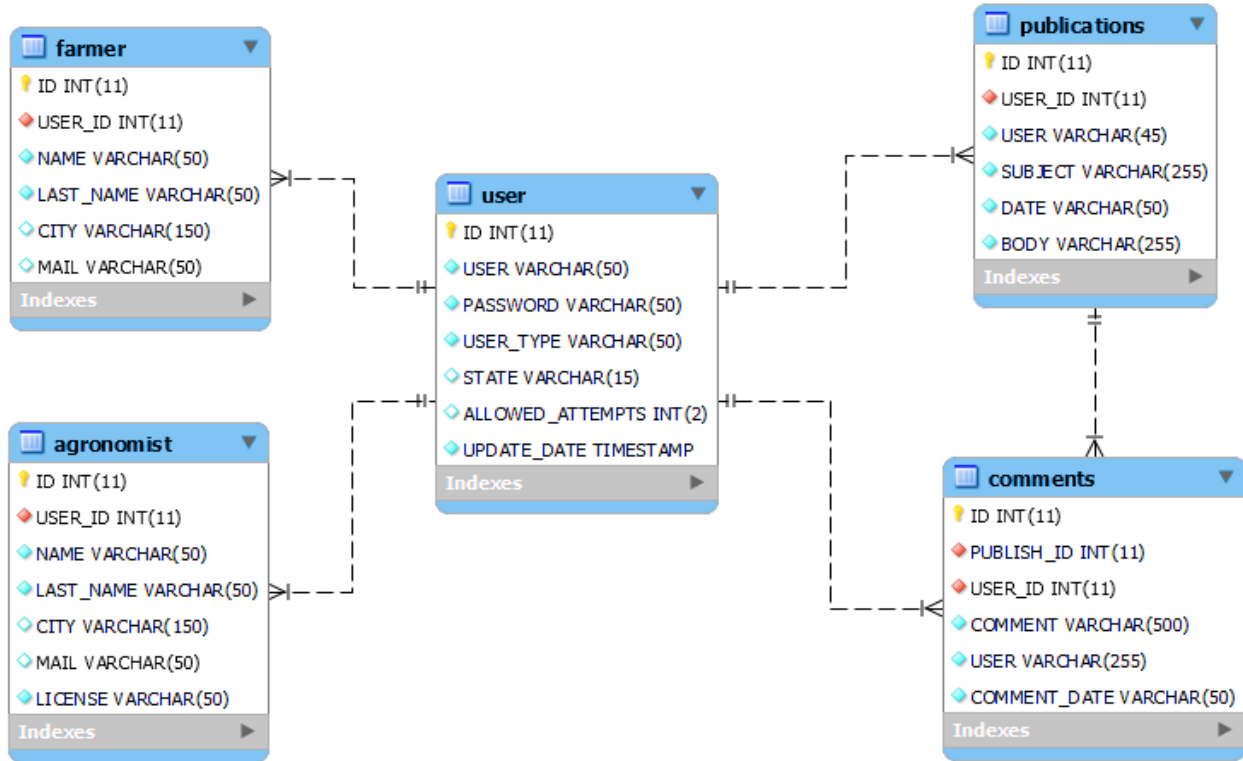 farmer
ID INT(11)
USER_ID INT(11)
NAME VARCHAR(50)
LAST_NAME VARCHAR(50)
CITY VARCHAR(150)
MAIL VARCHAR(50)
Indexes
agronomist
ID INT(11)
USER_ID INT(11)
NAME VARCHAR(50)
LAST_NAME VARCHAR(50)
CITY VARCHAR(150)
MAIL VARCHAR(50)
LICENSE VARCHAR(50)
Indexes
user
ID INT(11)
USER VARCHAR(50)
PASSWORD VARCHAR(50)
USER_TYPE VARCHAR(50)
STATE VARCHAR(15)
ALLOWED_ATTEMPTS INT(2)
UPDATE_DATE TIMESTAMP
Indexes
publications
ID INT(11)
USER_ID INT(11)
USER VARCHAR(45)
SUBJECT VARCHAR(255)
DATE VARCHAR(50)
BODY VARCHAR(255)
Indexes
comments
ID INT(11)
PUBLISH_ID INT(11)
USER_ID INT(11)
COMMENT VARCHAR(500)
USER VARCHAR(255)
COMMENT_DATE VARCHAR(50)
Indexes